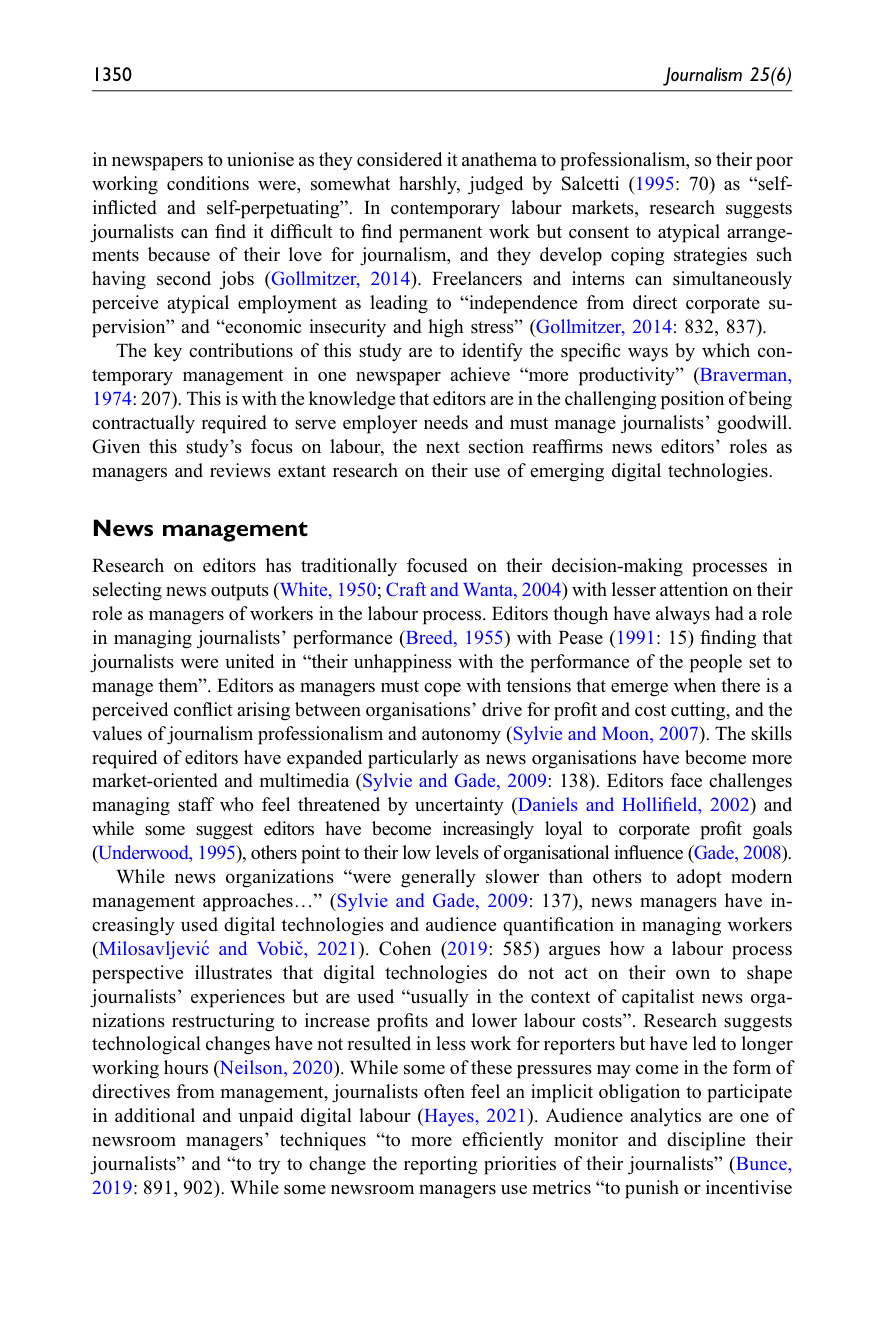 1350
Journalism 25(6)
in newspapers to unionise as they considered it anathema to professionalism, so their poor
working conditions were, somewhat harshly, judged by Salcetti (1995: 70) as “self-
inflicted and self-perpetuating”. In contemporary labour markets, research suggests
journalists can find it difficult to find permanent work but consent to atypical arrange-
ments because of their love for journalism, and they develop coping strategies such
having second jobs (Gollmitzer, 2014). Freelancers and interns can simultaneously
perceive atypical employment as leading to “independence from direct corporate su-
pervision” and “economic insecurity and high stress” (Gollmitzer, 2014: 832, 837).
The key contributions of this study are to identify the specific ways by which con-
temporary management in one newspaper achieve “more productivity” (Braverman,
1974: 207). This is with the knowledge that editors are in the challenging position of being
contractually required to serve employer needs and must manage journalists’ goodwill.
Given this study’s focus on labour, the next section reaffirms news editors’ roles as
managers and reviews extant research on their use of emerging digital technologies.
News management
Research on editors has traditionally focused on their decision-making processes in
selecting news outputs (White, 1950; Craft and Wanta, 2004) with lesser attention on their
role as managers of workers in the labour process. Editors though have always had a role
in managing journalists’ performance (Breed, 1955) with Pease (1991: 15) finding that
journalists were united in “their unhappiness with the performance of the people set to
manage them”. Editors as managers must cope with tensions that emerge when there is a
perceived conflict arising between organisations’ drive for profit and cost cutting, and the
values of journalism professionalism and autonomy (Sylvie and Moon, 2007). The skills
required of editors have expanded particularly as news organisations have become more
market-oriented and multimedia (Sylvie and Gade, 2009: 138). Editors face challenges
managing staff who feel threatened by uncertainty (Daniels and Hollifield, 2002) and
while some suggest editors have become increasingly loyal to corporate profit goals
(Underwood, 1995), others point to their low levels of organisational influence (Gade, 2008).
While news organizations “were generally slower than others to adopt modern
management approaches…” (Sylvie and Gade, 2009: 137), news managers have in-
creasingly used digital technologies and audience quantification in managing workers
(Milosavljević and Vobič, 2021). Cohen (2019: 585) argues how a labour process
perspective illustrates that digital technologies do not act on their own to shape
journalists’ experiences but are used “usually in the context of capitalist news orga-
nizations restructuring to increase profits and lower labour costs”. Research suggests
technological changes have not resulted in less work for reporters but have led to longer
working hours (Neilson, 2020). While some of these pressures may come in the form of
directives from management, journalists often feel an implicit obligation to participate
in additional and unpaid digital labour (Hayes, 2021). Audience analytics are one of
newsroom managers’ techniques “to more efficiently monitor and discipline their
journalists” and “to try to change the reporting priorities of their journalists” (Bunce,
2019: 891, 902). While some newsroom managers use metrics “to punish or incentivise